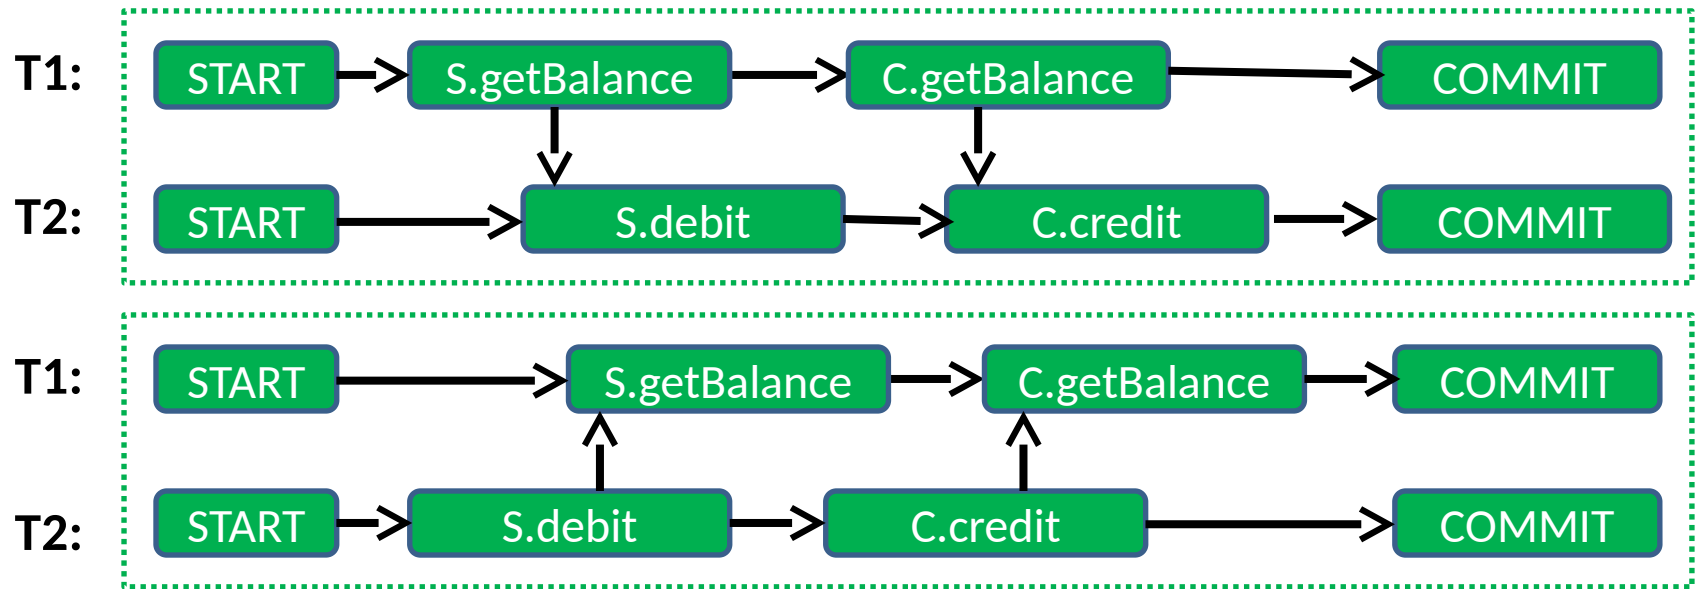 T1: START S.getBalance C.getBalance COMMIT
T2: START S.debit C.credit COMMIT
T1: START S.getBalance C.getBalance COMMIT
T2: START S.debit C.credit COMMIT